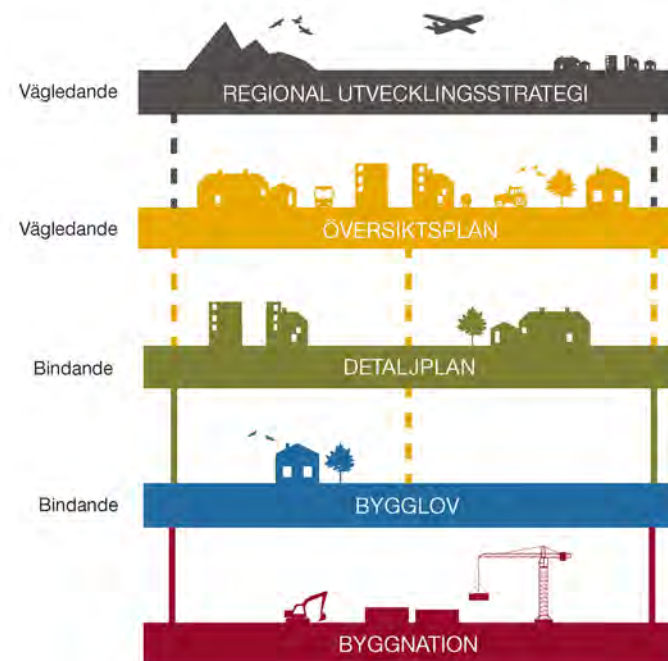 Vägledande
REGIONAL UTVECKLINGSSTRATEGI
Vägledande
ÖVERSIKTSPLAN
Bindande
DETALJPLAN
Bindande
BYGGLOV
BYGGNATION